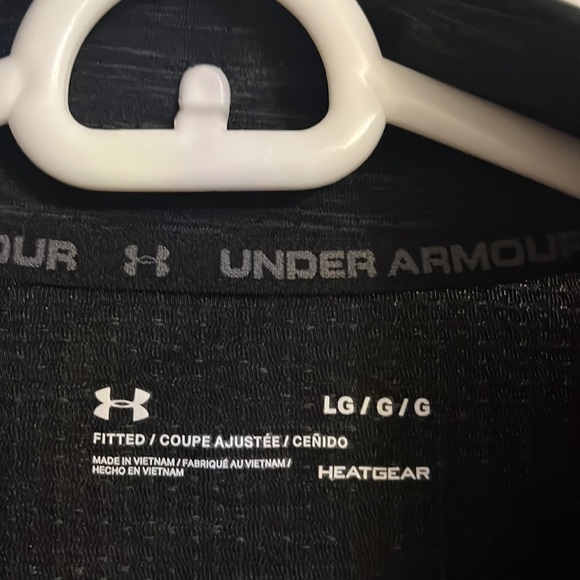 OUR UNDER ARMOUR
LG / G / G
FITTED / COUPE AJUSTÉE / CEÑIDO
MADE IN VIETNAM / FABRIQUÉ AU VIETNAM /
HECHO EN VIETNAM
HEATGEAR